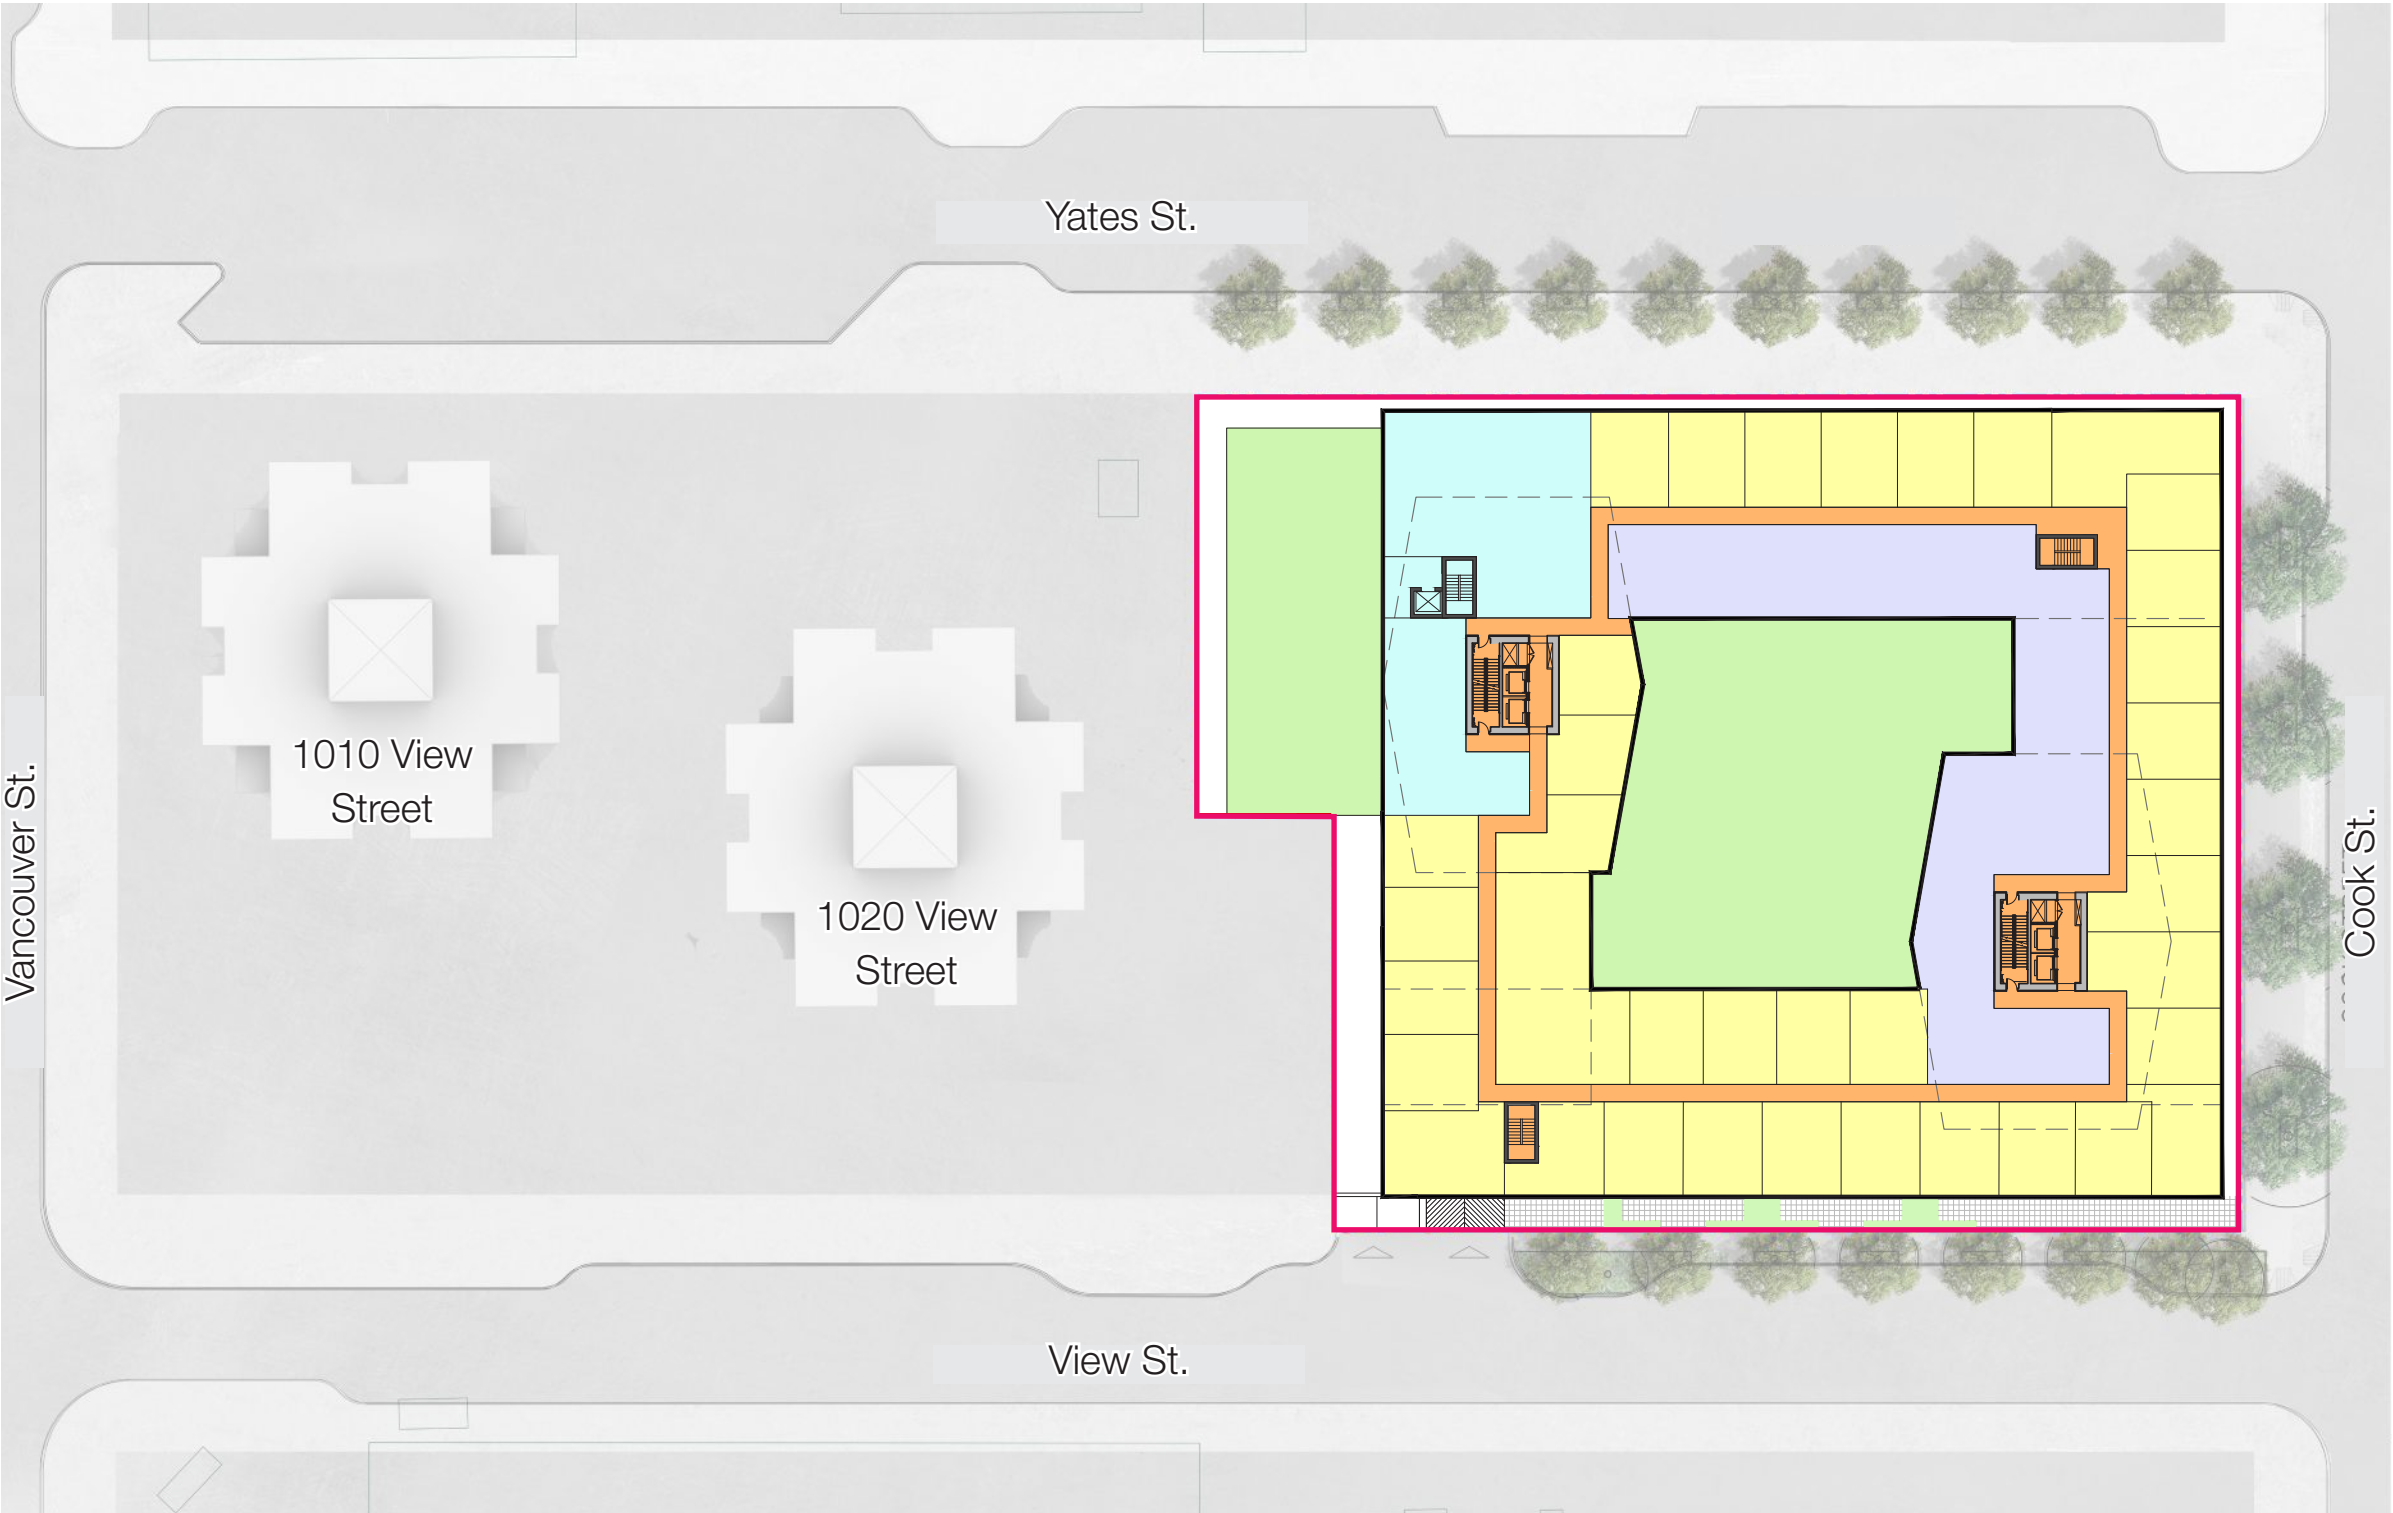 Yates St.
1010 View
Street
1020 View
Street
Vancouver St.
Cook St.
View St.